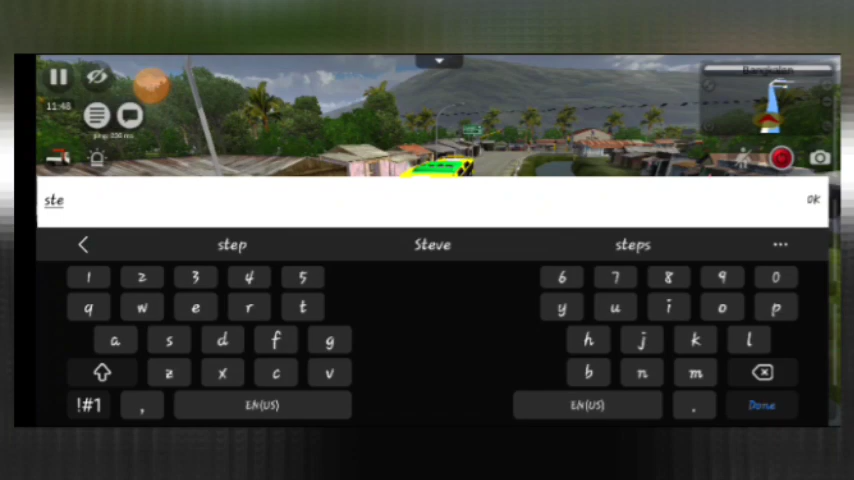 Bangkalan
11:48
ste
OK
step Steve steps ...
1 2 3 4 5 6 7 8 9 0
q w e r t y u i o p
a s d f g h j k l
z x c v b n m
!#1 , EN(US) EN(US) . Done